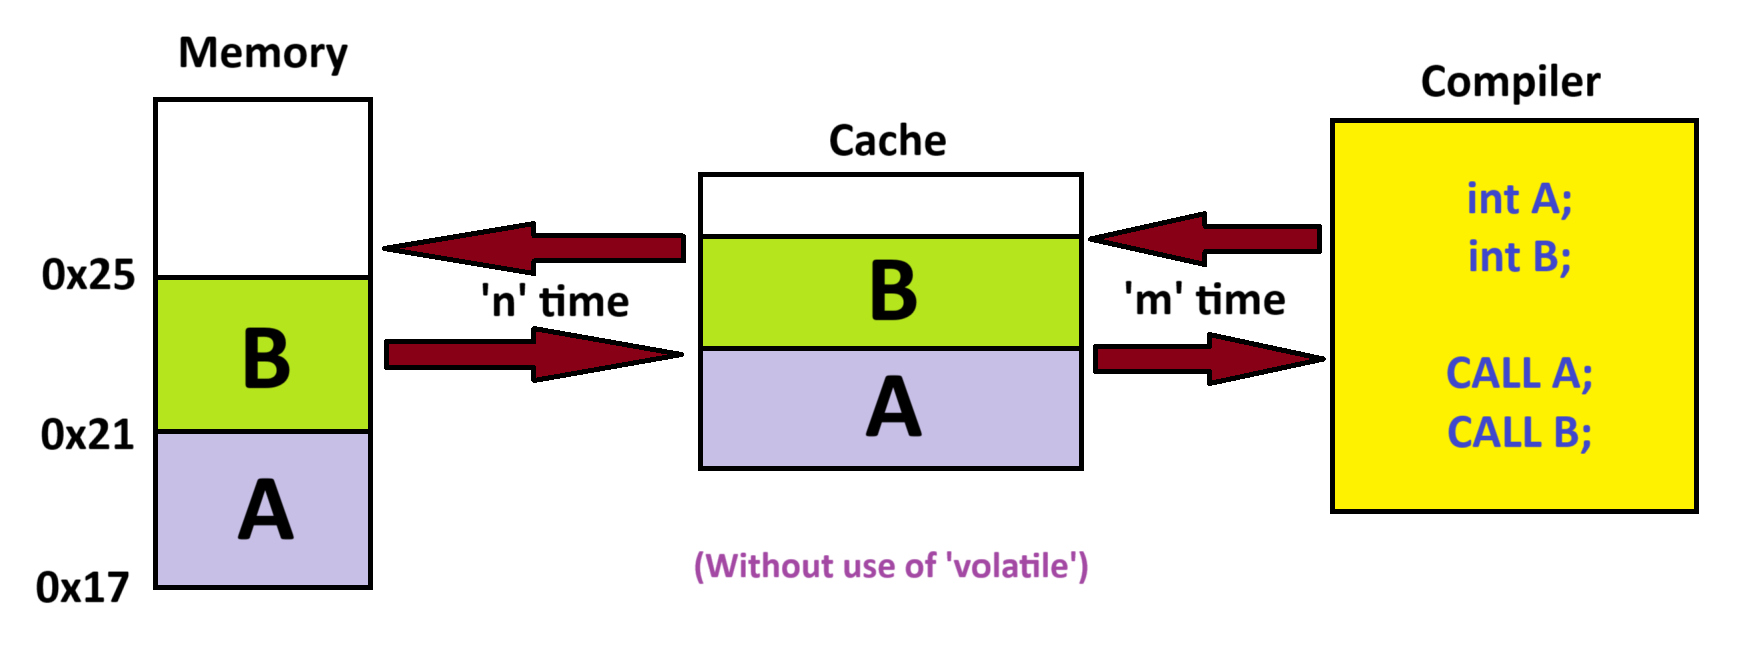 Memory
0x25
B
0x21
A
0x17
'n' time
Cache
B
A
'm' time
Compiler
int A;
int B;
CALL A;
CALL B;
(Without use of 'volatile')